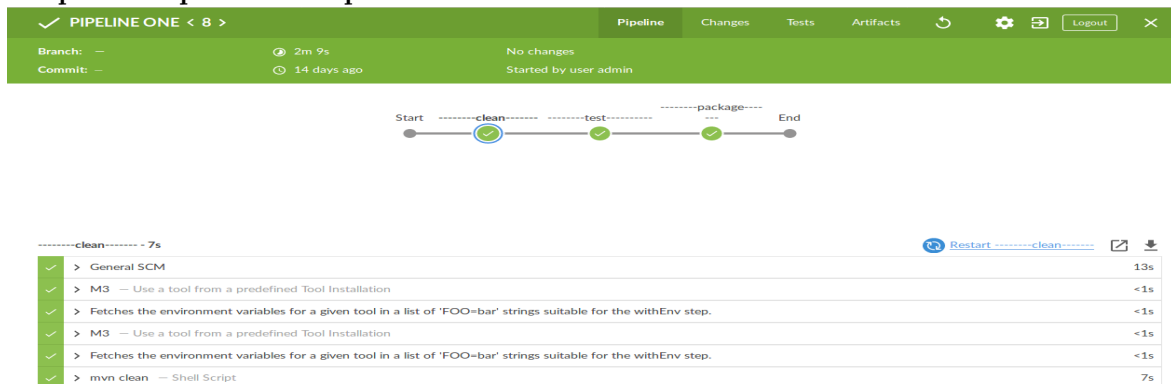 PIPELINE ONE < 8 > Pipeline Changes Tests Artifacts Logout
Branch: — 2m 9s No changes
Commit: — 14 days ago Started by user admin
--------package----
Start --------clean------- --------test---------- --- End
--------clean------- - 7s Restart --------clean-------
> General SCM 13s
> M3 — Use a tool from a predefined Tool Installation <1s
> Fetches the environment variables for a given tool in a list of 'FOO=bar' strings suitable for the withEnv step. <1s
> M3 — Use a tool from a predefined Tool Installation <1s
> Fetches the environment variables for a given tool in a list of 'FOO=bar' strings suitable for the withEnv step. <1s
> mvn clean — Shell Script 7s